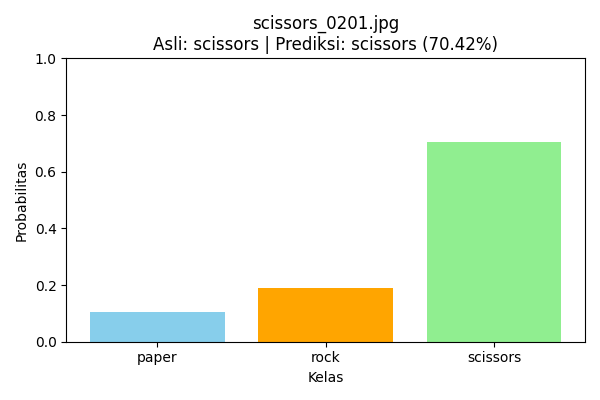 scissors_0201.jpg
Asli: scissors | Prediksi: scissors (70.42%)
1.0
0.8
0.6
0.4
0.2
0.0
Probabilitas
paper rock scissors
Kelas